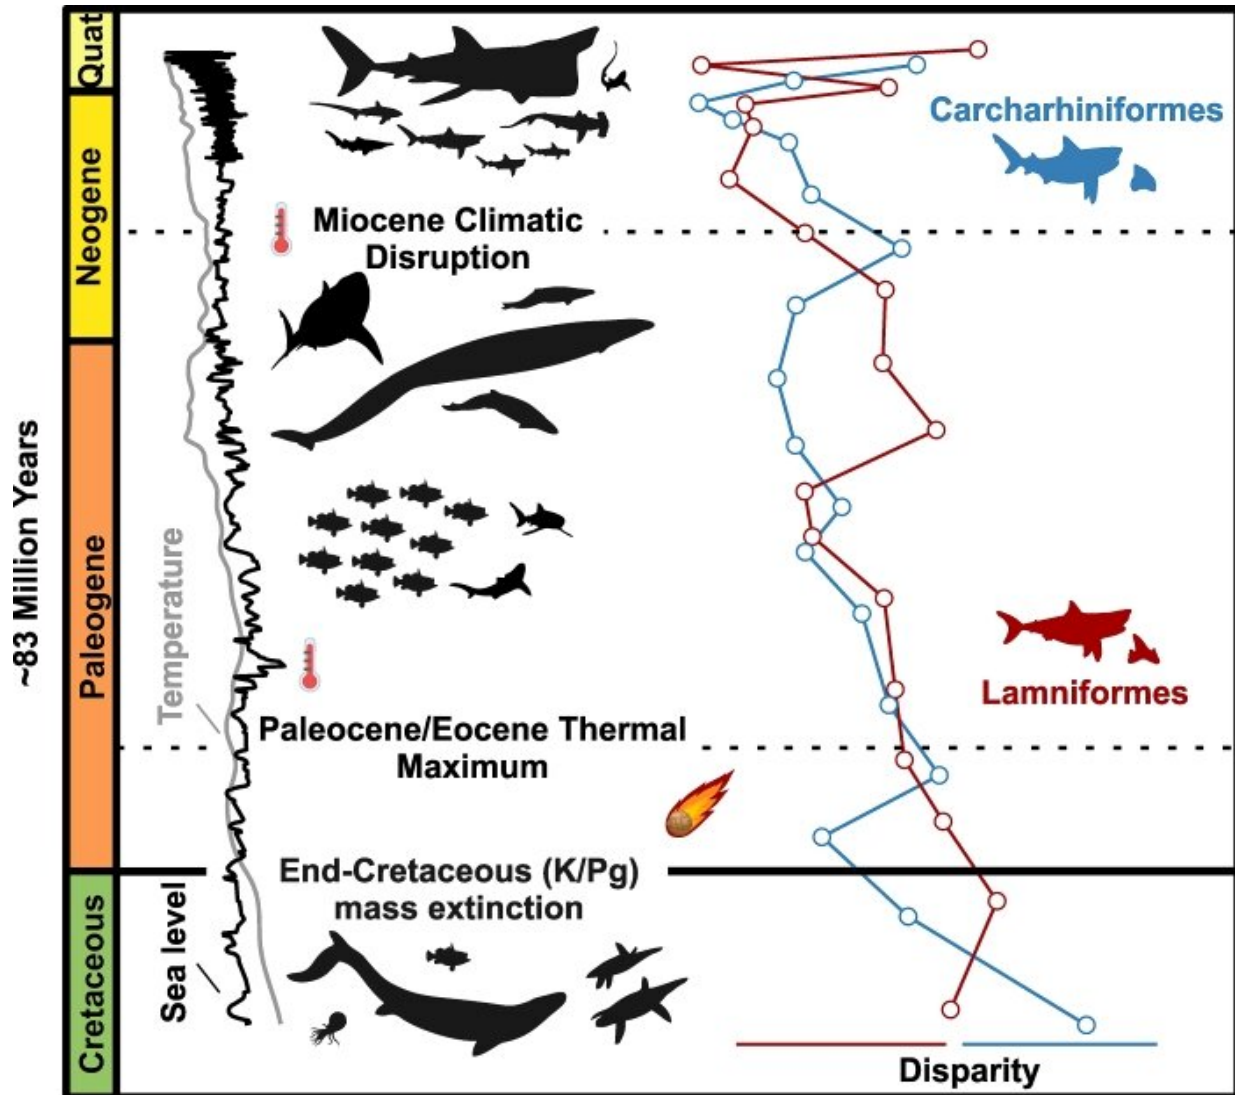 Quat
Neogene
Paleogene
Cretaceous
~83 Million Years
Temperature
Sea level
Carcharhiniformes
Miocene Climatic
Disruption
Lamniformes
Paleocene/Eocene Thermal
Maximum
End-Cretaceous (K/Pg)
mass extinction
Disparity